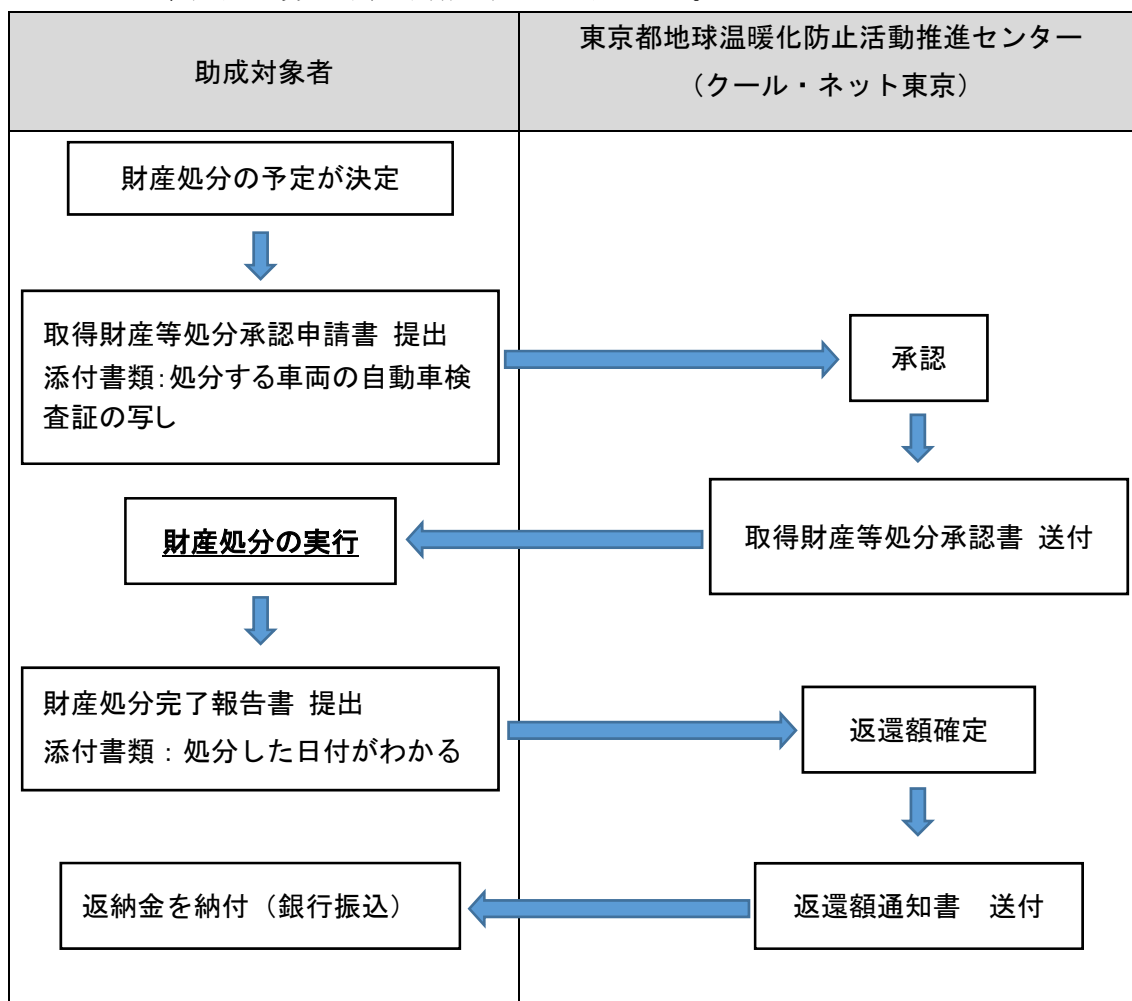 助成対象者
東京都地球温暖化防止活動推進センター
（クール・ネット東京）
財産処分の予定が決定
取得財産等処分承認申請書 提出
添付書類：処分する車両の自動車検
査証の写し
承認
取得財産等処分承認書 送付
財産処分の実行
財産処分完了報告書 提出
添付書類：処分した日付がわかる
返還額確定
返還額通知書　送付
返納金を納付（銀行振込）